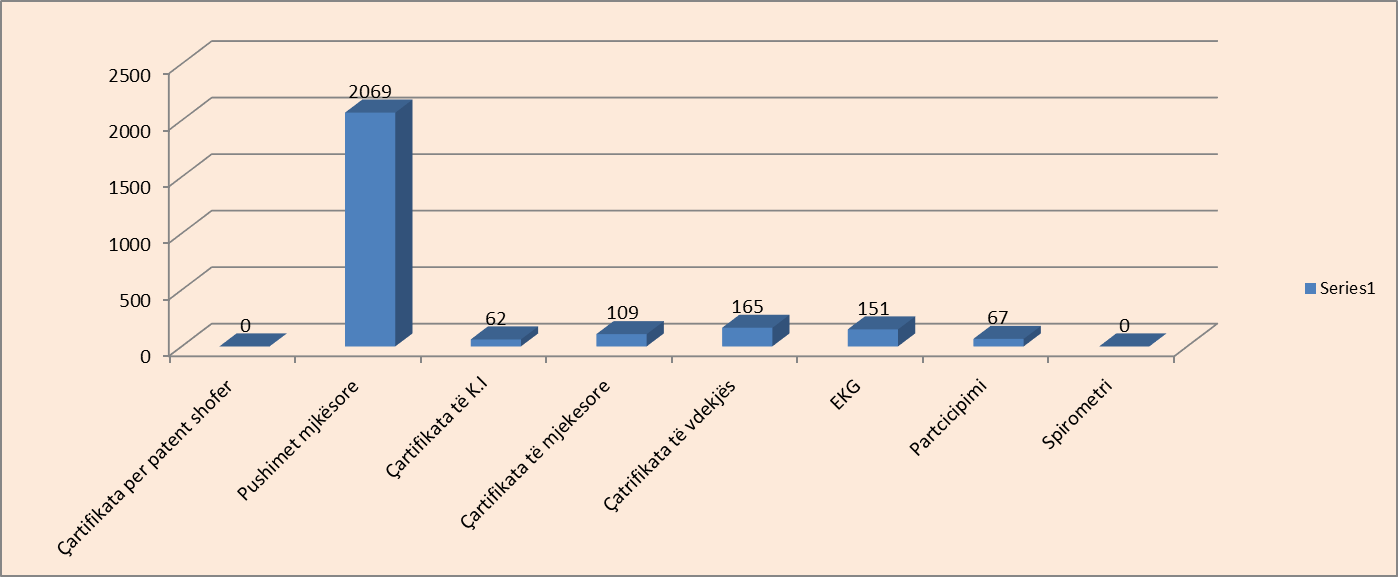 2500
2000
1500
1000
500
0
0
2069
62
109
165
151
67
0
Çartifikata per patent shofer
Pushimet mjkësore
Çartifikata të K.I
Çartifikata të mjekesore
Çatrifikata të vdekjës
EKG
Partcicipimi
Spirometri
Series1